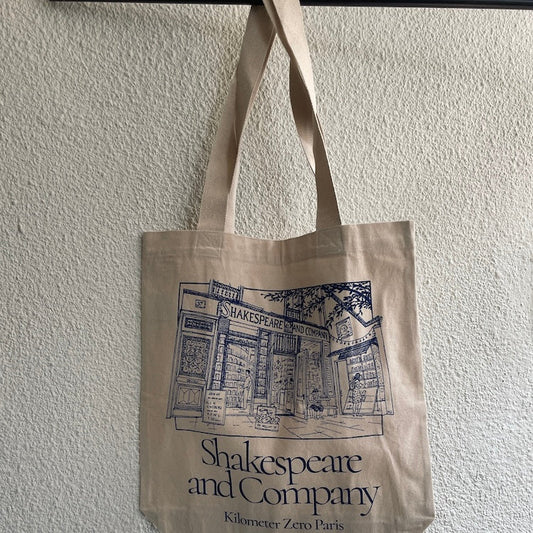 SHAKESPEARE AND COMPANY
Shakespeare
and Company
Kilometer Zero Paris